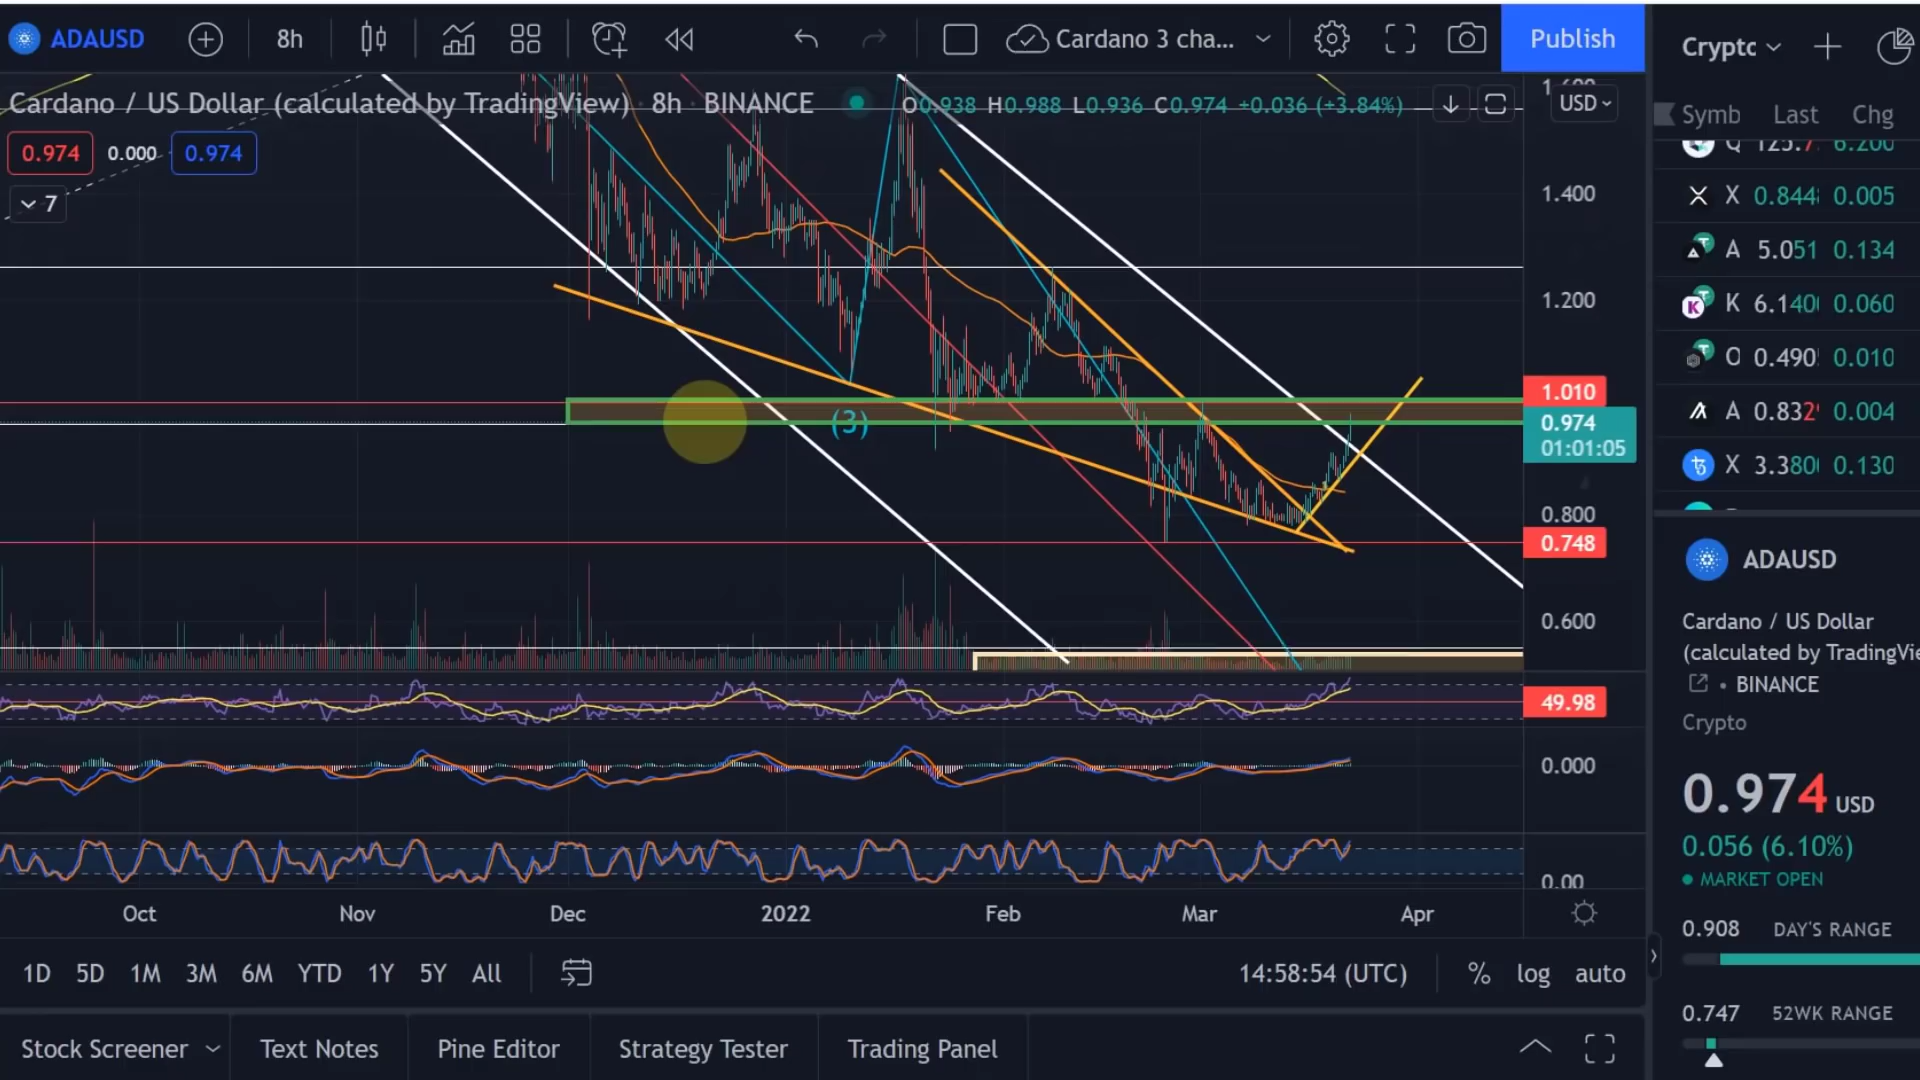 ADAUSD
8h
Cardano 3 cha...
Publish
Crypto
Cardano / US Dollar (calculated by TradingView) 8h BINANCE
O0.938 H0.988 L0.936 C0.974 +0.036 (+3.84%)
USD
Symb Last Chg
0.974 0.000 0.974
7
X 0.844 0.005
A 5.051 0.134
K 6.140 0.060
O 0.490 0.010
A 0.832 0.004
X 3.380 0.130
1.400
1.200
1.010
0.974
01:01:05
0.800
0.748
0.600
(3)
49.98
0.000
0.00
Oct Nov Dec 2022 Feb Mar Apr
1D 5D 1M 3M 6M YTD 1Y 5Y All
14:58:54 (UTC) % log auto
Stock Screener Text Notes Pine Editor Strategy Tester Trading Panel
ADAUSD
Cardano / US Dollar
(calculated by TradingVie
BINANCE
Crypto
0.974 USD
0.056 (6.10%)
MARKET OPEN
0.908 DAY'S RANGE
0.747 52WK RANGE